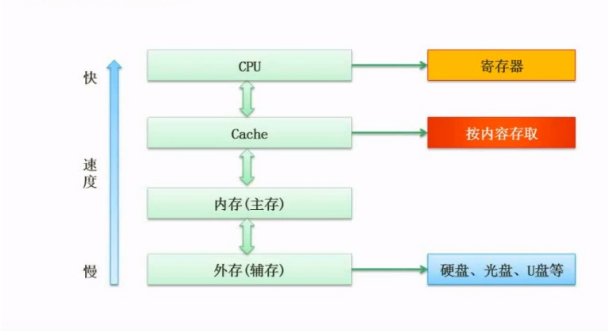 快
速度
慢
CPU
寄存器
Cache
按内容存取
内存(主存)
外存(辅存)
硬盘、光盘、U盘等